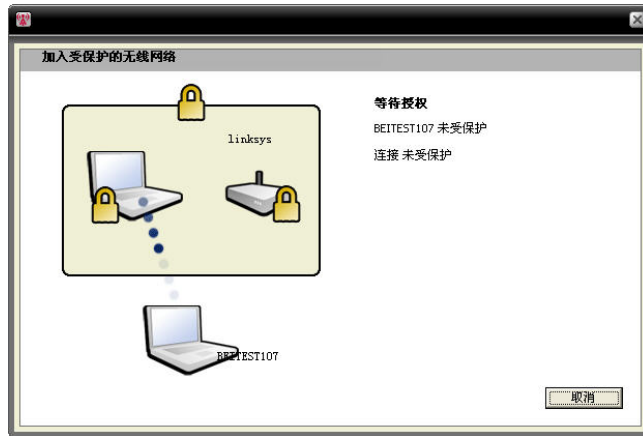 加入受保护的无线网络
linksys
BEITEST107
等待授权
BEITEST107 未受保护
连接 未受保护
取消